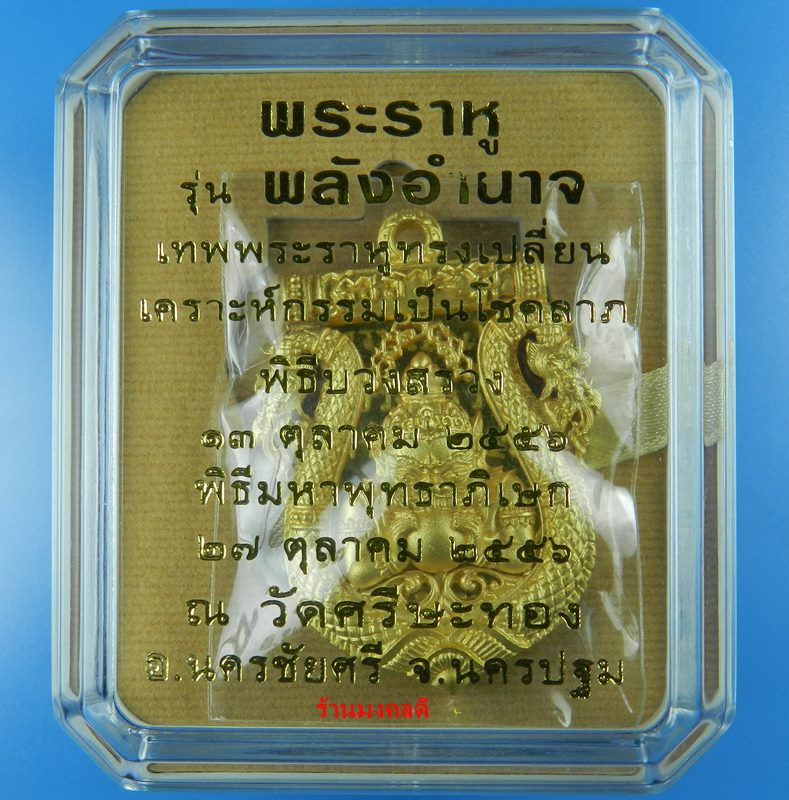 พระราหู
รุ่น พลังอำนาจ
เทพพระราหูทรงเปลี่ยน
เคราะห์กรรมเป็นโชคลาภ
พิธีบวงสรวง
๑๓ ตุลาคม ๒๕๕๖
พิธีมหาพุทธาภิเษก
๒๗ ตุลาคม ๒๕๕๖
ณ วัดศรีษะทอง
อ.นครชัยศรี จ.นครปฐม
ร้านมงคลดี